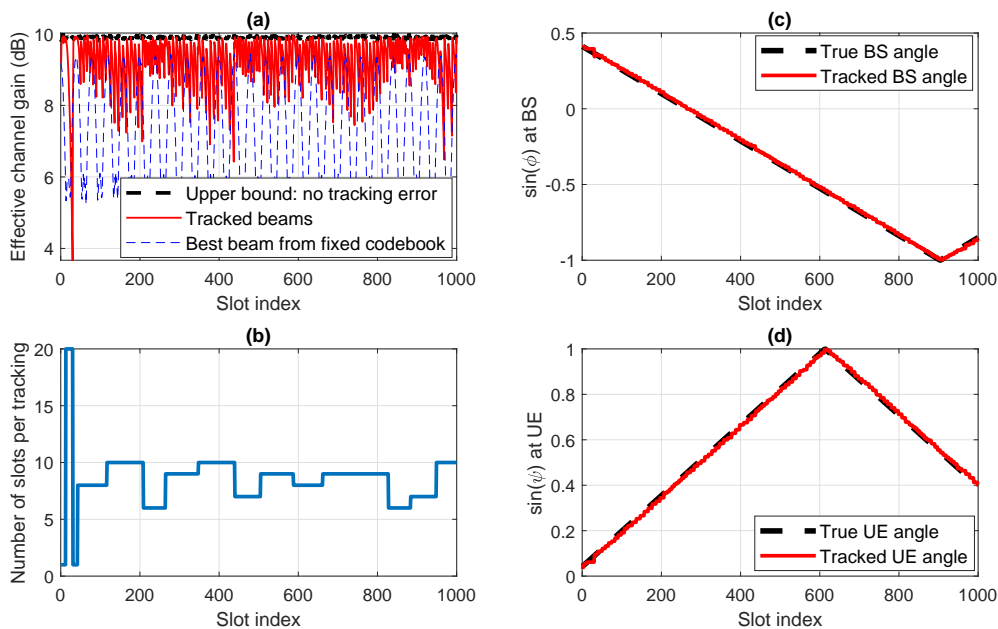 (a)
Effective channel gain (dB)
10
8
6
4
0
200
400
600
800
1000
Slot index
Upper bound: no tracking error
Tracked beams
Best beam from fixed codebook
(c)
sin(ϕ) at BS
0.5
0
-0.5
-1
0
200
400
600
800
1000
Slot index
True BS angle
Tracked BS angle
(b)
Number of slots per tracking
20
15
10
5
0
0
200
400
600
800
1000
Slot index
(d)
sin(ψ) at UE
1
0.8
0.6
0.4
0.2
0
0
200
400
600
800
1000
Slot index
True UE angle
Tracked UE angle